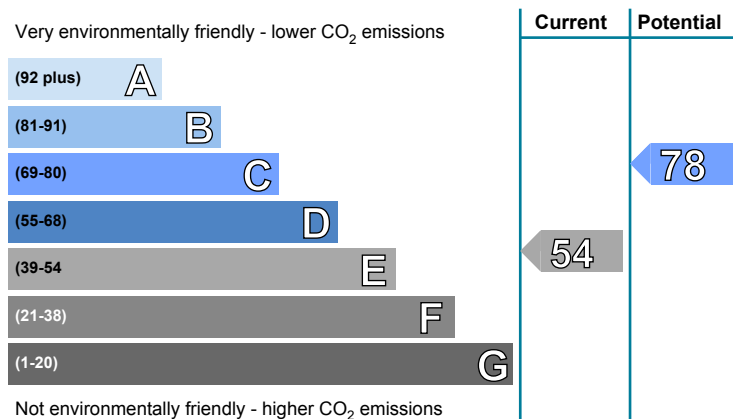 Current Potential
Very environmentally friendly - lower CO₂ emissions
(92 plus) A
(81-91) B
(69-80) C
78
(55-68) D
(39-54 E
54
(21-38) F
(1-20) G
Not environmentally friendly - higher CO₂ emissions